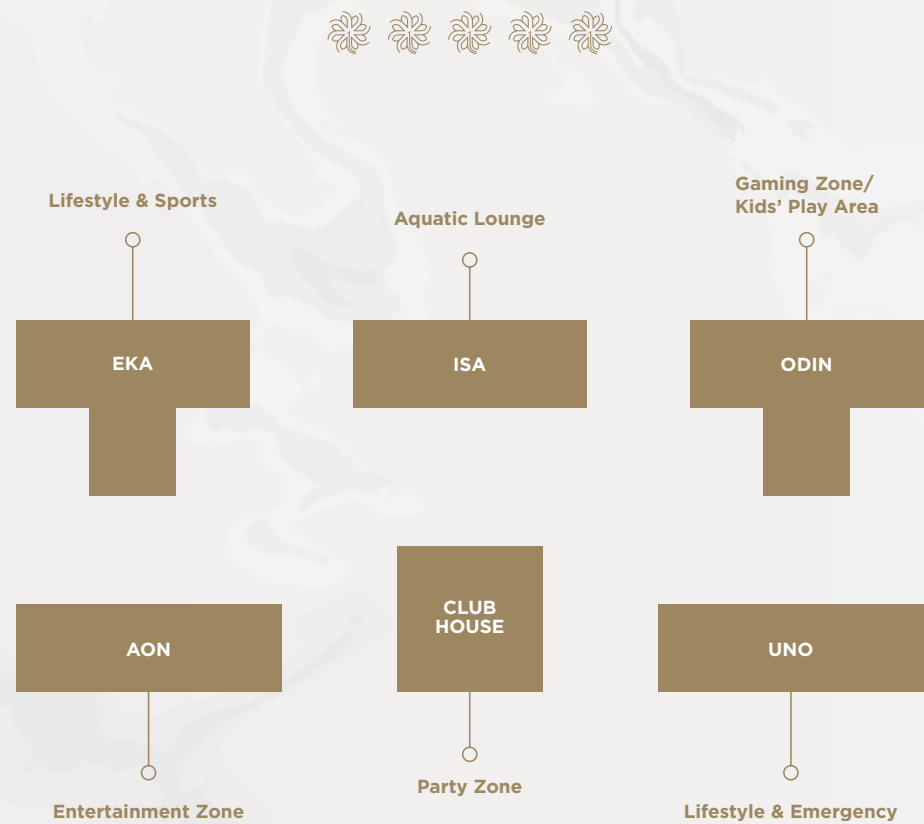 Lifestyle & Sports
Aquatic Lounge
Gaming Zone/
Kids’ Play Area
EKA
ISA
ODIN
AON
CLUB
HOUSE
UNO
Entertainment Zone
Party Zone
Lifestyle & Emergency